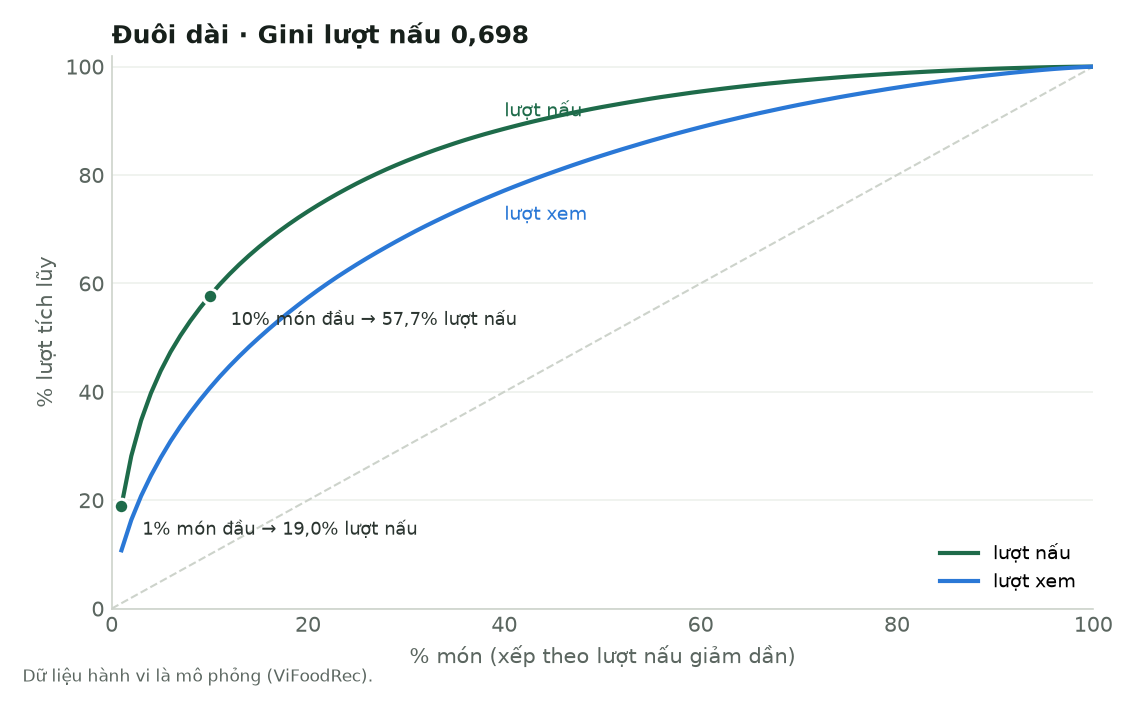 Đuôi dài · Gini lượt nấu 0,698
% lượt tích lũy
100
80
60
40
20
0
lượt nấu
lượt xem
10% món đầu → 57,7% lượt nấu
1% món đầu → 19,0% lượt nấu
lượt nấu
lượt xem
0 20 40 60 80 100
% món (xếp theo lượt nấu giảm dần)
Dữ liệu hành vi là mô phỏng (ViFoodRec).